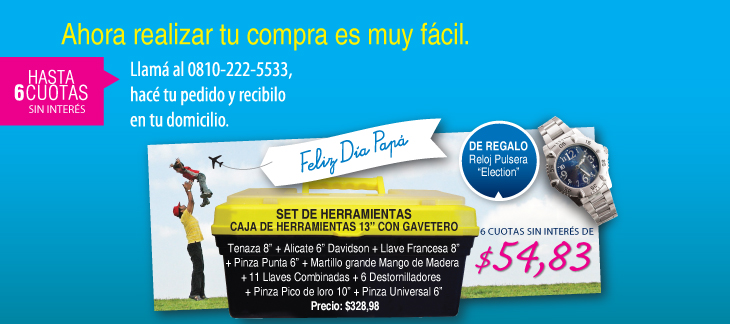 Ahora realizar tu compra es muy fácil.
HASTA
6 CUOTAS
SIN INTERÉS
Llamá al 0810-222-5533,
hacé tu pedido y recibilo
en tu domicilio.
Feliz Día Papá
DE REGALO
Reloj Pulsera
“Election”
SET DE HERRAMIENTAS
CAJA DE HERRAMIENTAS 13” CON GAVETERO
Tenaza 8” + Alicate 6” Davidson + Llave Francesa 8”
+ Pinza Punta 6” + Martillo grande Mango de Madera
+ 11 Llaves Combinadas + 6 Destornilladores
+ Pinza Pico de loro 10” + Pinza Universal 6”
Precio: $328,98
6 CUOTAS SIN INTERÉS DE
$54,83